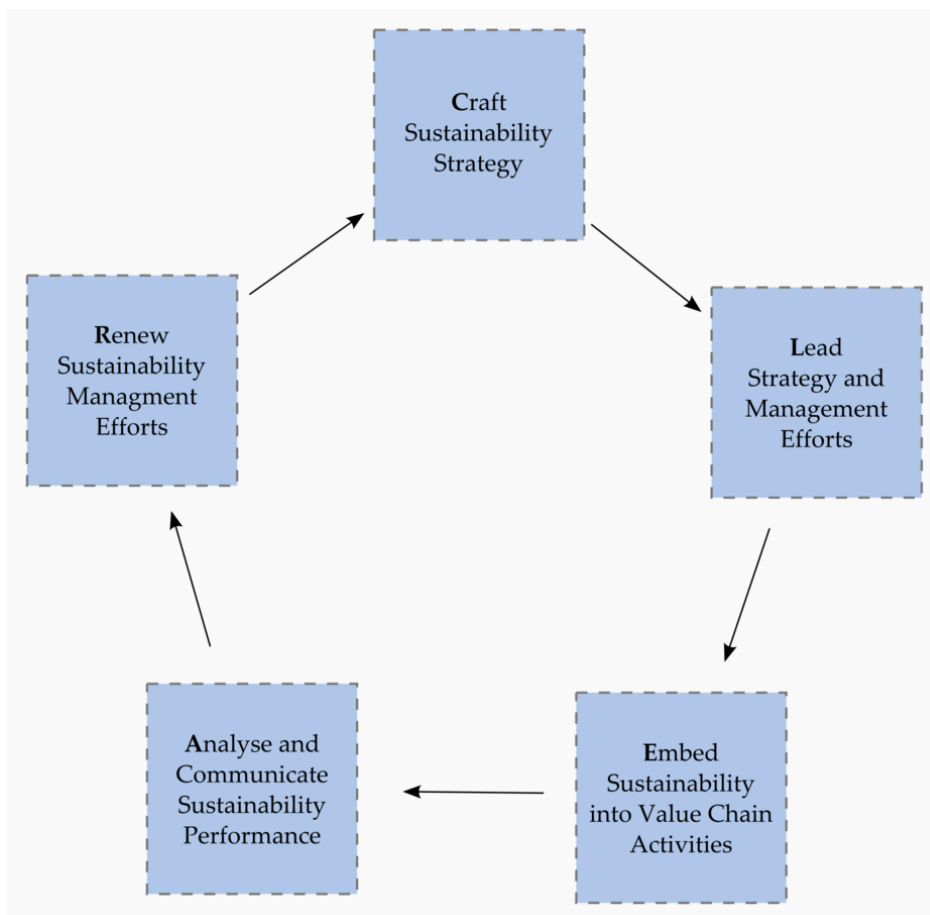 Craft
Sustainability
Strategy
Lead
Strategy and
Management
Efforts
Embed
Sustainability
into Value Chain
Activities
Analyse and
Communicate
Sustainability
Performance
Renew
Sustainability
Managment
Efforts